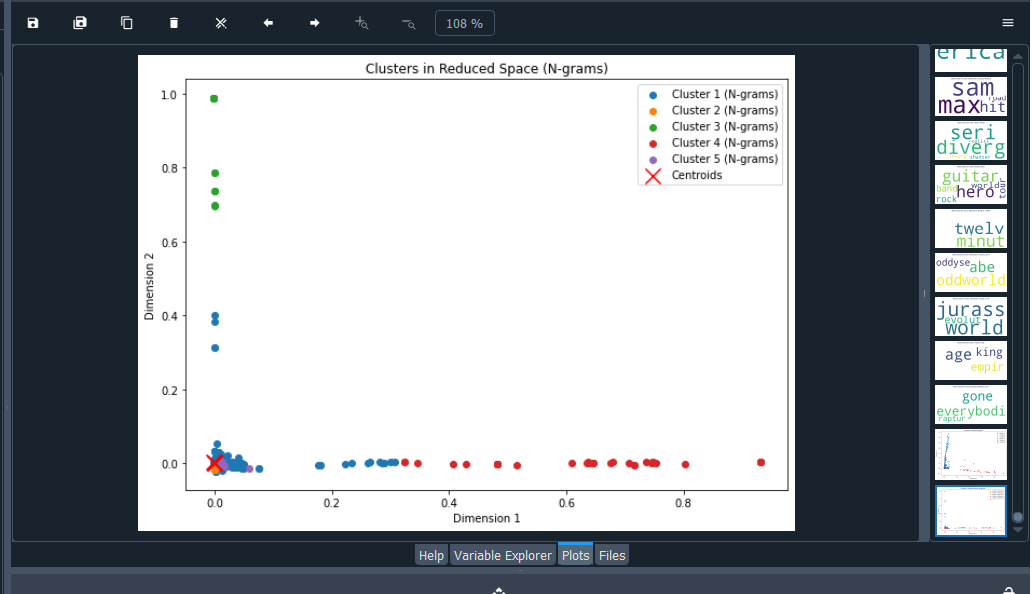 108 %
Clusters in Reduced Space (N-grams)
Cluster 1 (N-grams)
Cluster 2 (N-grams)
Cluster 3 (N-grams)
Cluster 4 (N-grams)
Cluster 5 (N-grams)
Centroids
1.0
0.8
0.6
0.4
0.2
0.0
Dimension 2
0.0
0.2
0.4
0.6
0.8
Dimension 1
erica
sam
road
max
hit
seri
diverg
shatter
guitar
band
world
hero
tour
rock
twelv
minut
oddyse
abe
oddworld
jurass
evolut
world
age
king
empir
gone
everybodi
raptur
Help
Variable Explorer
Plots
Files